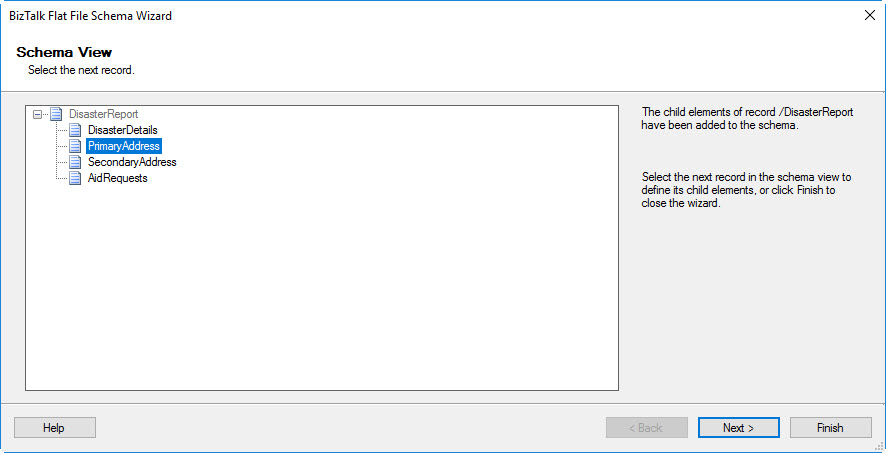 BizTalk Flat File Schema Wizard
Schema View
Select the next record.
DisasterReport
DisasterDetails
PrimaryAddress
SecondaryAddress
AidRequests
The child elements of record /DisasterReport
have been added to the schema.
Select the next record in the schema view to
define its child elements, or click Finish to
close the wizard.
Help
< Back
Next >
Finish